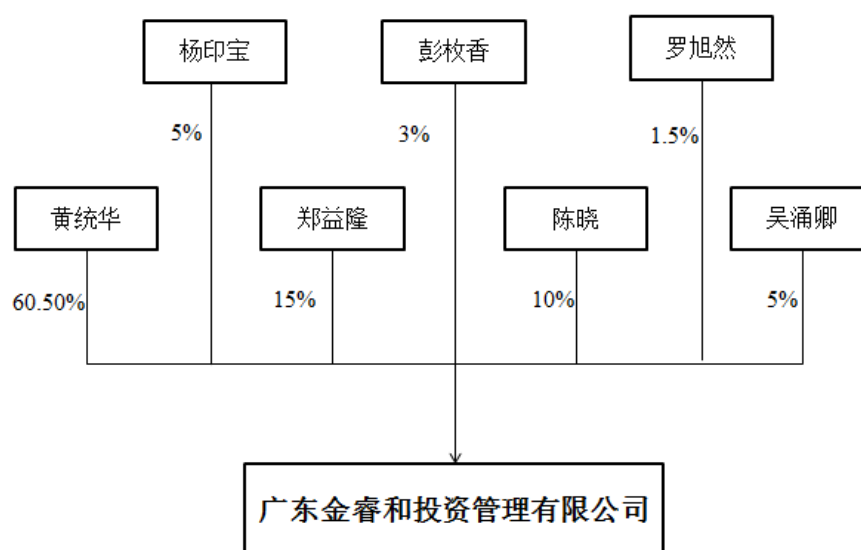 杨印宝
彭枚香
罗旭然
5%
3%
1.5%
黄统华
郑益隆
陈晓
吴涌卿
60.50%
15%
10%
5%
广东金睿和投资管理有限公司